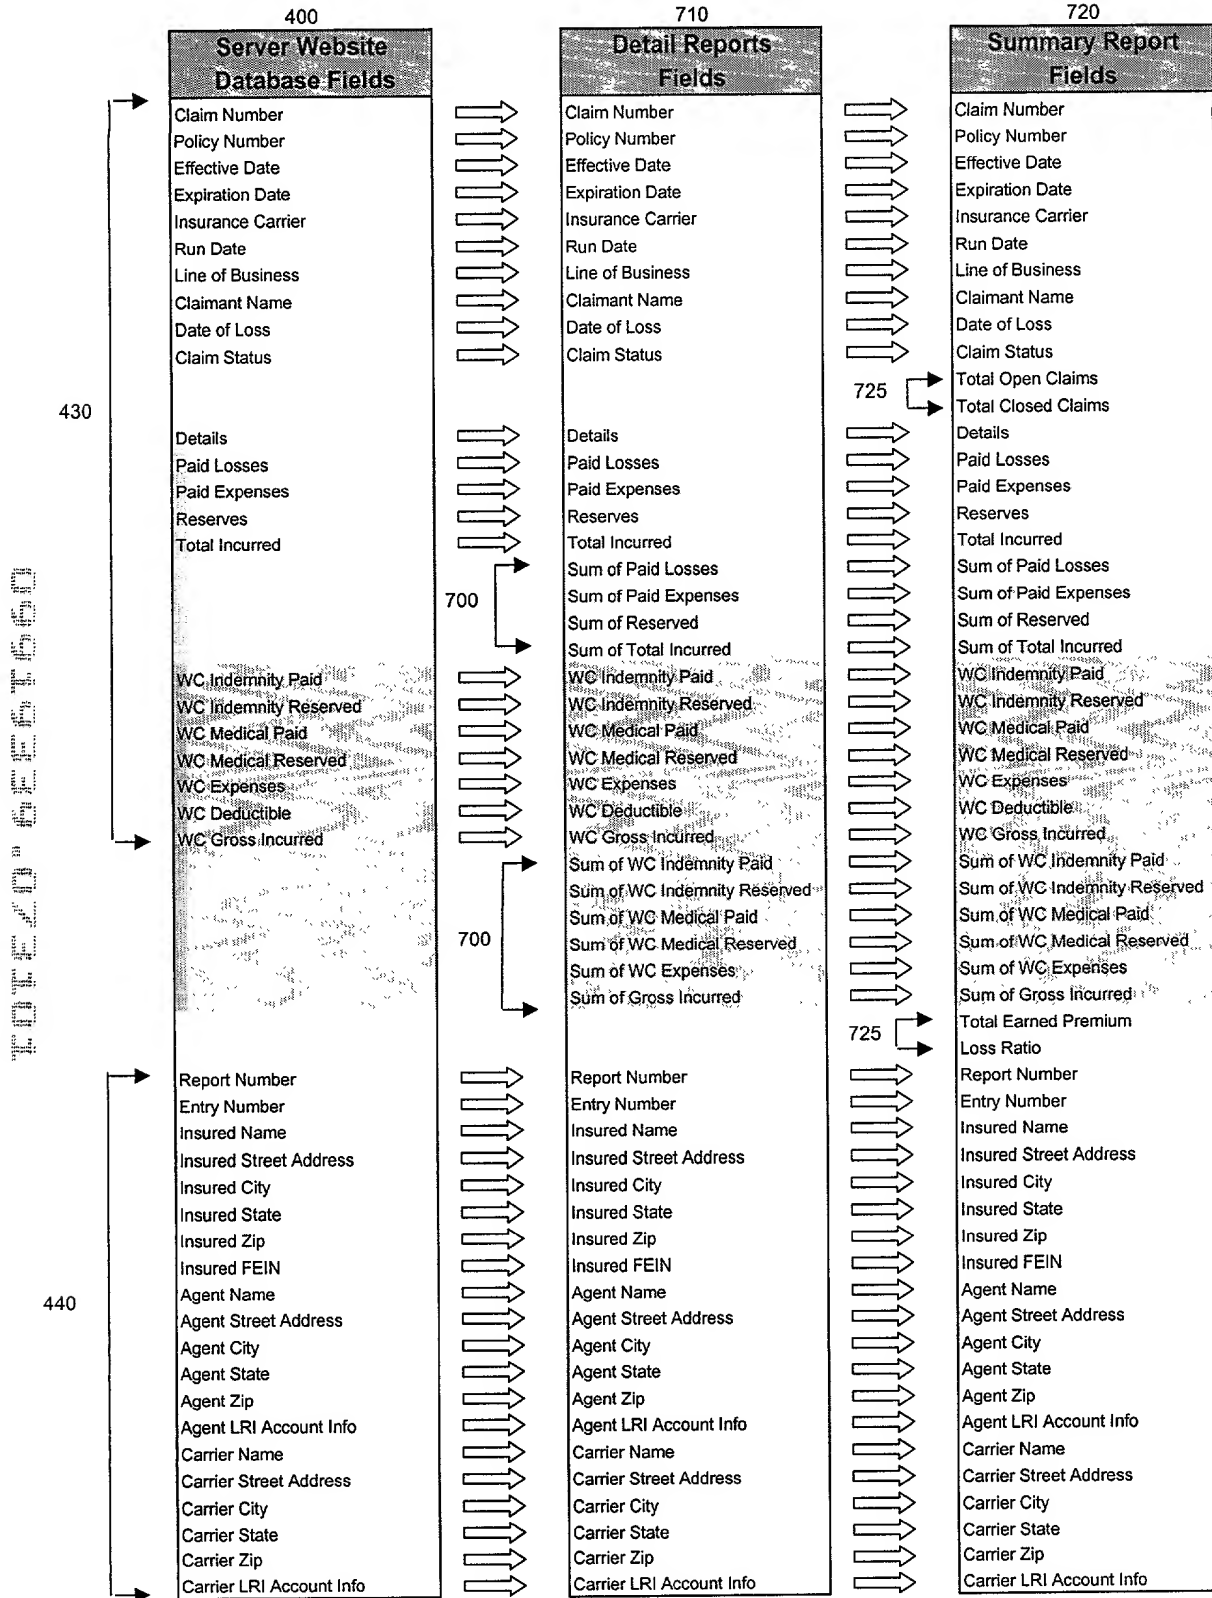 400
710
720
Server Website
Database Fields
Detail Reports
Fields
Summary Report
Fields
Claim Number
Claim Number
Claim Number
Policy Number
Policy Number
Policy Number
Effective Date
Effective Date
Effective Date
Expiration Date
Expiration Date
Expiration Date
Insurance Carrier
Insurance Carrier
Insurance Carrier
Run Date
Run Date
Run Date
Line of Business
Line of Business
Line of Business
Claimant Name
Claimant Name
Claimant Name
Date of Loss
Date of Loss
Date of Loss
Claim Status
Claim Status
Claim Status
725
Total Open Claims
Total Closed Claims
430
Details
Details
Details
Paid Losses
Paid Losses
Paid Losses
Paid Expenses
Paid Expenses
Paid Expenses
Reserves
Reserves
Reserves
Total Incurred
Total Incurred
Total Incurred
700
Sum of Paid Losses
Sum of Paid Losses
Sum of Paid Expenses
Sum of Paid Expenses
Sum of Reserved
Sum of Reserved
Sum of Total Incurred
Sum of Total Incurred
WC Indemnity Paid
WC Indemnity Paid
WC Indemnity Paid
WC Indemnity Reserved
WC Indemnity Reserved
WC Indemnity Reserved
WC Medical Paid
WC Medical Paid
WC Medical Paid
WC Medical Reserved
WC Medical Reserved
WC Medical Reserved
WC Expenses
WC Expenses
WC Expenses
WC Deductible
WC Deductible
WC Deductible
WC Gross Incurred
WC Gross Incurred
WC Gross Incurred
700
Sum of WC Indemnity Paid
Sum of WC Indemnity Paid
Sum of WC Indemnity Reserved
Sum of WC Indemnity Reserved
Sum of WC Medical Paid
Sum of WC Medical Paid
Sum of WC Medical Reserved
Sum of WC Medical Reserved
Sum of WC Expenses
Sum of WC Expenses
Sum of Gross Incurred
Sum of Gross Incurred
725
Total Earned Premium
Loss Ratio
Report Number
Report Number
Report Number
Entry Number
Entry Number
Entry Number
Insured Name
Insured Name
Insured Name
Insured Street Address
Insured Street Address
Insured Street Address
Insured City
Insured City
Insured City
Insured State
Insured State
Insured State
Insured Zip
Insured Zip
Insured Zip
Insured FEIN
Insured FEIN
Insured FEIN
440
Agent Name
Agent Name
Agent Name
Agent Street Address
Agent Street Address
Agent Street Address
Agent City
Agent City
Agent City
Agent State
Agent State
Agent State
Agent Zip
Agent Zip
Agent Zip
Agent LRI Account Info
Agent LRI Account Info
Agent LRI Account Info
Carrier Name
Carrier Name
Carrier Name
Carrier Street Address
Carrier Street Address
Carrier Street Address
Carrier City
Carrier City
Carrier City
Carrier State
Carrier State
Carrier State
Carrier Zip
Carrier Zip
Carrier Zip
Carrier LRI Account Info
Carrier LRI Account Info
Carrier LRI Account Info